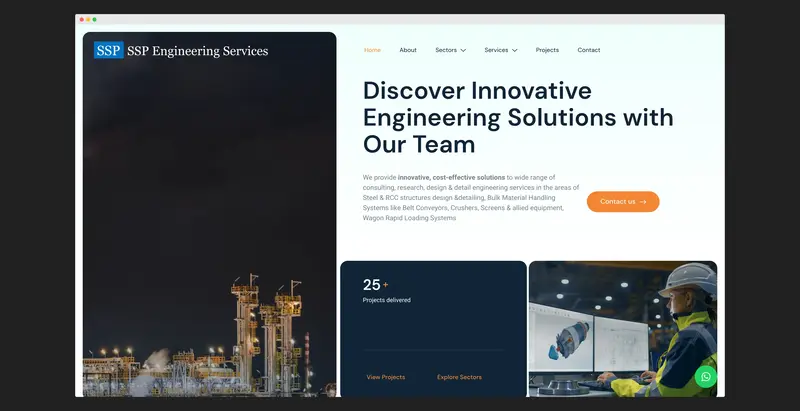 SSP SSP Engineering Services
Home About Sectors Services Projects Contact
Discover Innovative
Engineering Solutions with
Our Team
We provide innovative, cost-effective solutions to wide range of
consulting, research, design & detail engineering services in the areas of
Steel & RCC structures design &detailing, Bulk Material Handling
Systems like Belt Conveyors, Crushers, Screens & allied equipment,
Wagon Rapid Loading Systems
Contact us →
25 +
Projects delivered
View Projects Explore Sectors